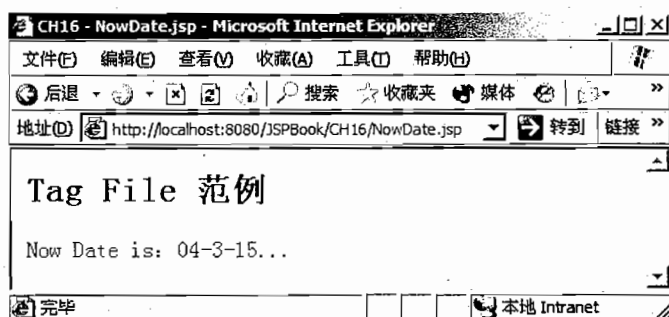 CH16 - NowDate.jsp - Microsoft Internet Explorer
文件(F) 编辑(E) 查看(V) 收藏(A) 工具(T) 帮助(H)
后退 搜索 收藏夹 媒体 »
地址(D) http://localhost:8080/JSPBook/CH16/NowDate.jsp 转到 链接 »
Tag File 范例
Now Date is: 04-3-15...
完毕 本地 Intranet